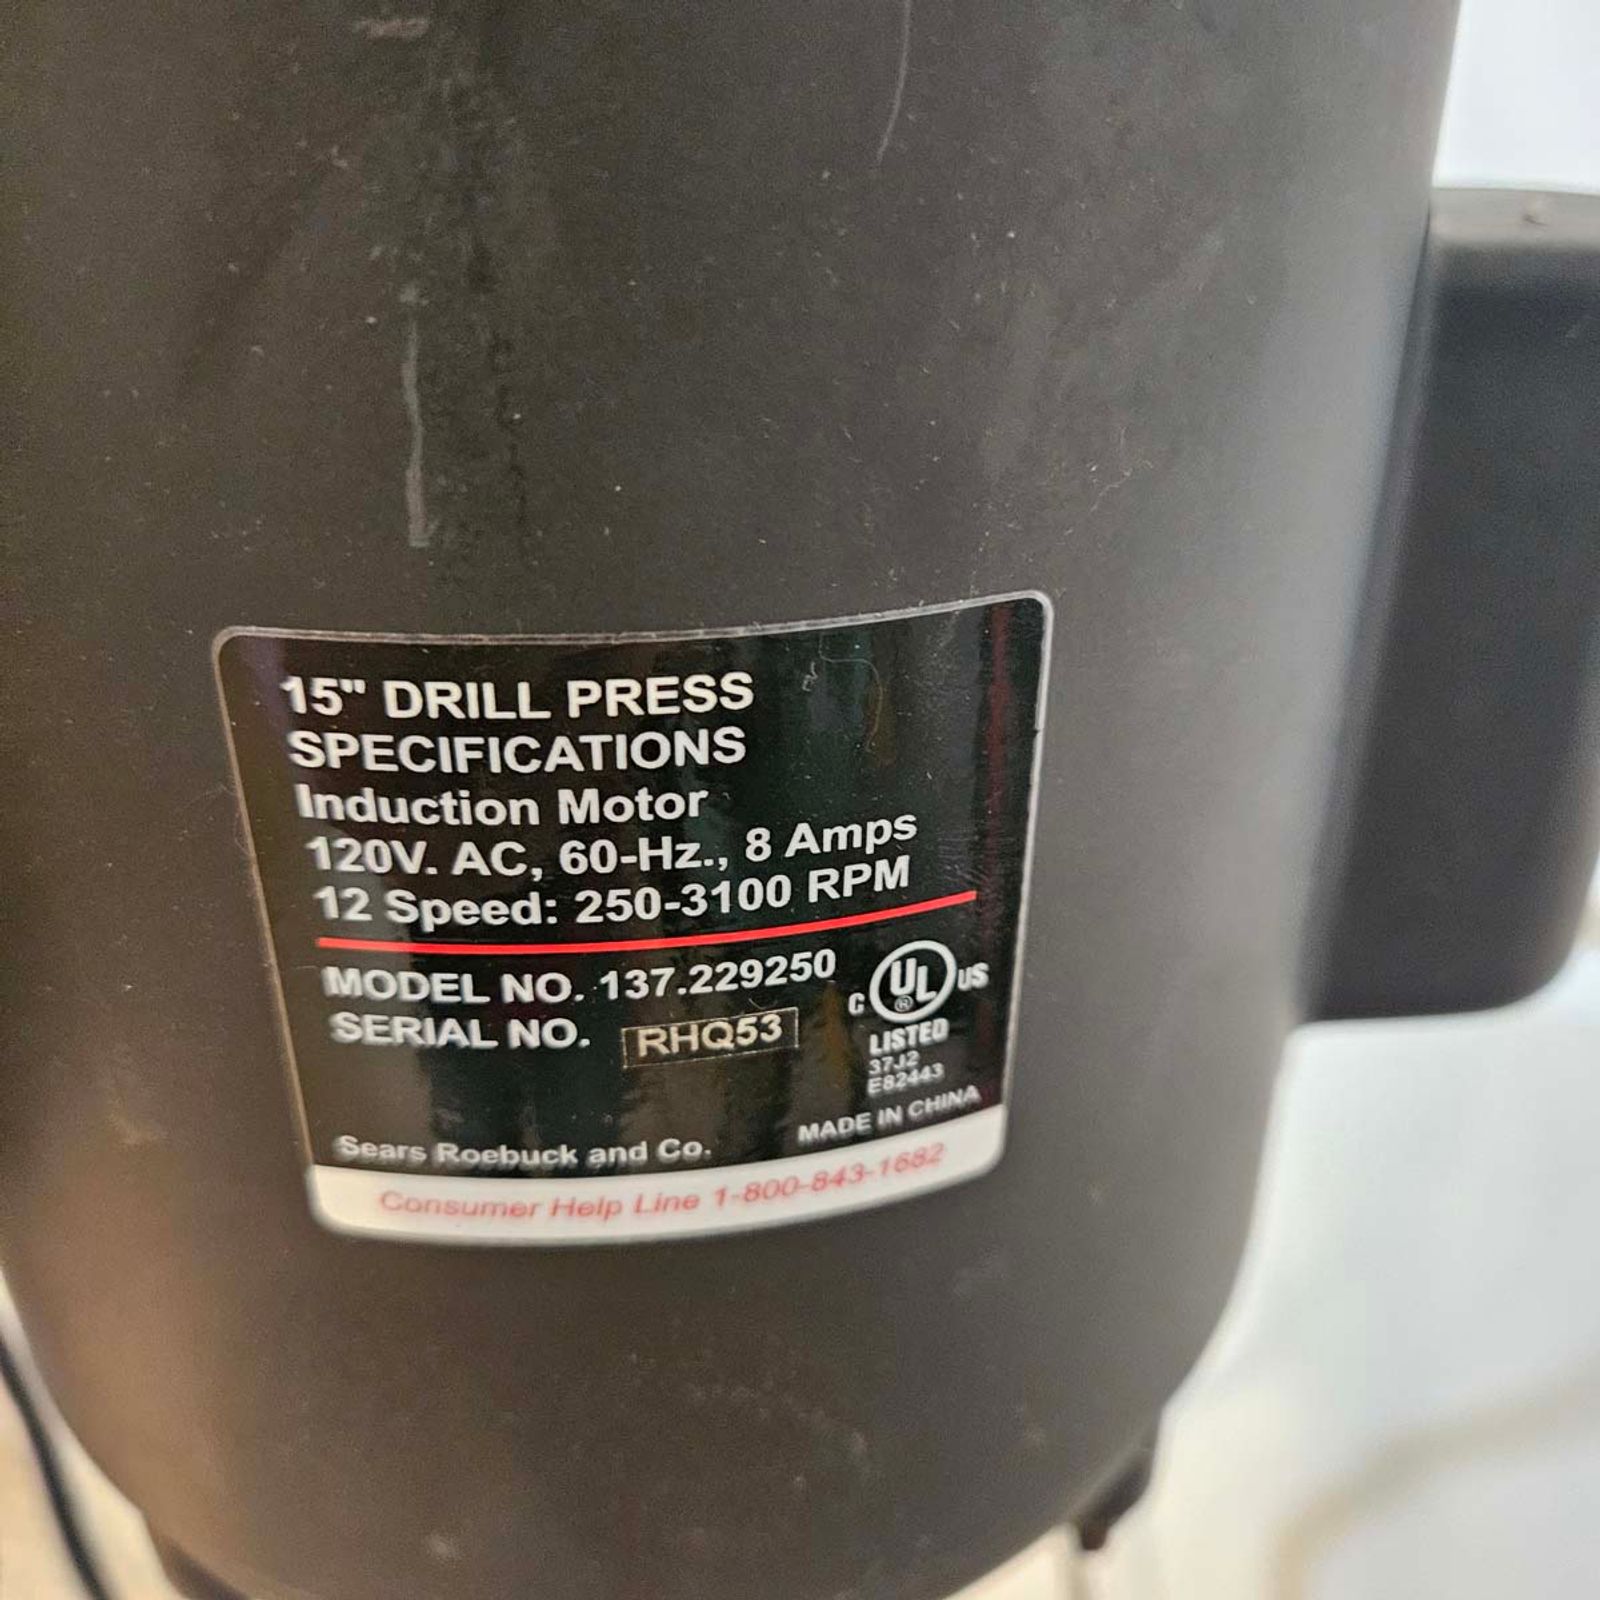 15" DRILL PRESS
SPECIFICATIONS
Induction Motor
120V. AC, 60-Hz., 8 Amps
12 Speed: 250-3100 RPM
MODEL NO. 137.229250
SERIAL NO. RHQ53
C UL ® US
LISTED
37J2
E82443
MADE IN CHINA
Sears Roebuck and Co.
Consumer Help Line 1-800-843-1682